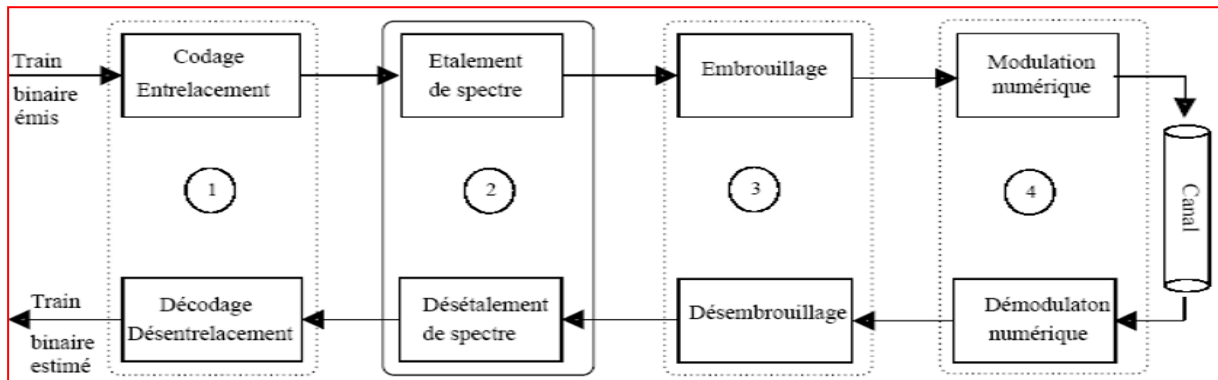 Train
binaire
émis
Codage
Entrelacement
Etalement
de spectre
Embrouillage
Modulation
numérique
1
2
3
4
Canal
Train
binaire
estimé
Décodage
Désentrelacement
Désétalement
de spectre
Désembrouillage
Démodulaton
numérique